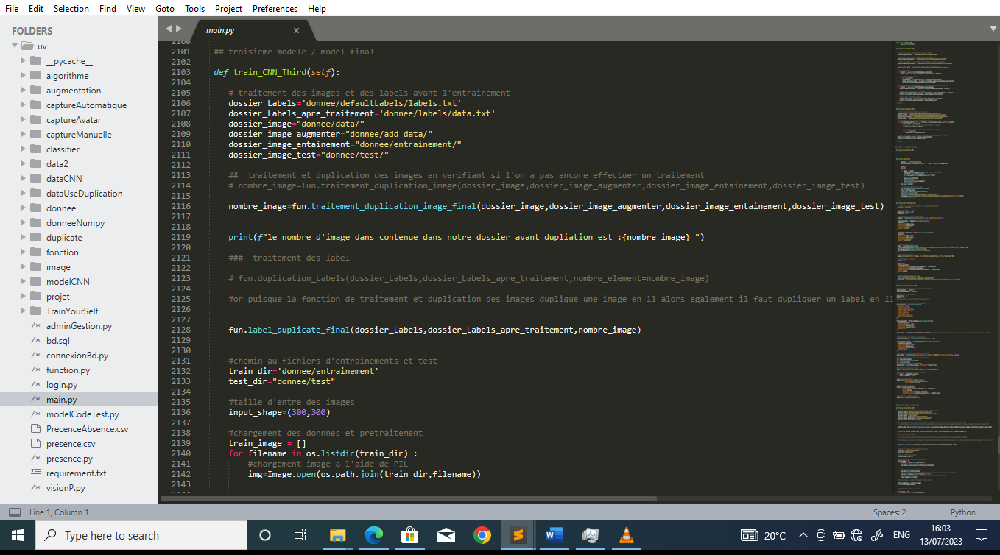 File Edit Selection Find View Goto Tools Project Preferences Help
FOLDERS
uv
__pycache__
algorithme
augmentation
captureAutomatique
captureAvatar
captureManuelle
classifier
data2
dataCNN
dataUseDuplication
donnee
donneeNumpy
duplicate
fonction
image
modelCNN
projet
TrainYourSelf
/* adminGestion.py
/* bd.sql
/* connexionBd.py
/* function.py
/* login.py
/* main.py
/* modelCodeTest.py
PrecenceAbsence.csv
presence.csv
/* presence.py
requirement.txt
/* visionP.py
main.py
2100
2101 ## troisieme modele / model final
2102
2103 def train_CNN_Third(self):
2104
2105 # traitement des images et des labels avant l'entrainement
2106 dossier_Labels='donnee/defaultLabels/labels.txt'
2107 dossier_Labels_apre_traitement='donnee/labels/data.txt'
2108 dossier_image="donnee/data/"
2109 dossier_image_augmenter="donnee/add_data/"
2110 dossier_image_entainement="donnee/entrainement/"
2111 dossier_image_test="donnee/test/"
2112
2113 ##  traitement et duplication des images en verifiant si l'on a pas encore effectuer un traitement
2114 # nombre_image=fun.traitement_duplication_image(dossier_image,dossier_image_augmenter,dossier_image_entainement,dossier_image_test)
2115
2116 nombre_image=fun.traitement_duplication_image_final(dossier_image,dossier_image_augmenter,dossier_image_entainement,dossier_image_test)
2117
2118
2119 print(f"le nombre d'image dans contenue dans notre dossier avant dupliation est :{nombre_image} ")
2120
2121 ###  traitement des label
2122
2123 # fun.duplication_Labels(dossier_Labels,dossier_Labels_apre_traitement,nombre_element=nombre_image)
2124
2125 #or puisque la fonction de traitement et duplication des images duplique une image en 11 alors egalement il faut dupliquer un label en 11
2126
2127
2128 fun.label_duplicate_final(dossier_Labels,dossier_Labels_apre_traitement,nombre_image)
2129
2130
2131 #chemin au fichiers d'entrainements et test
2132 train_dir='donnee/entrainement'
2133 test_dir="donnee/test"
2134
2135 #taille d'entre des images
2136 input_shape=(300,300)
2137
2138 #chargement des donnnes et pretraitement
2139 train_image = []
2140 for filename in os.listdir(train_dir) :
2141 #chargement image a l'aide de PIL
2142 img=Image.open(os.path.join(train_dir,filename))
2143
Line 1, Column 1
Spaces: 2
Python
Type here to search
20°C
ENG
16:03
13/07/2023